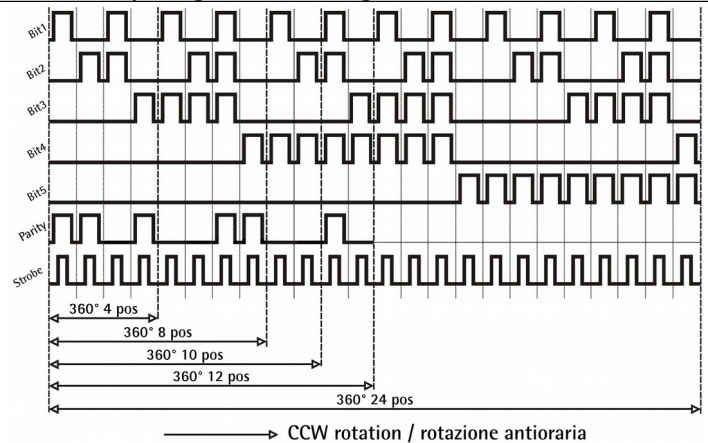 Bit1
Bit2
Bit3
Bit4
Bit5
Parity
Strobe
360° 4 pos
360° 8 pos
360° 10 pos
360° 12 pos
360° 24 pos
CCW rotation / rotazione antioraria